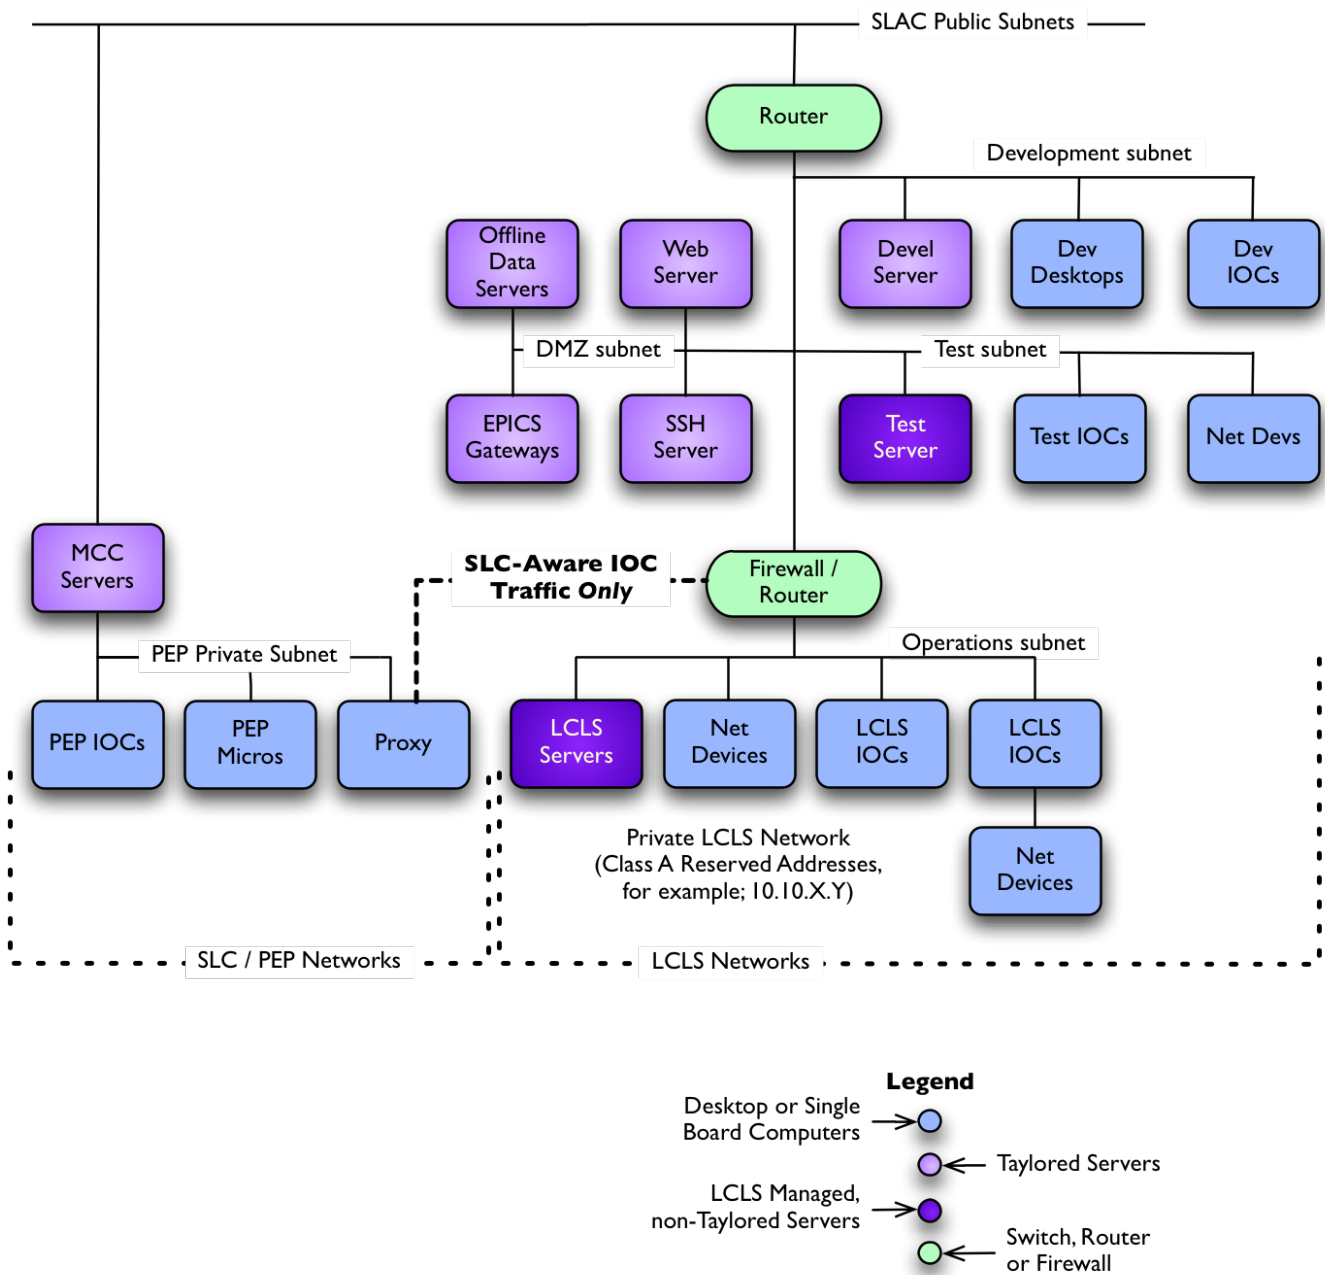 SLAC Public Subnets
Router
Development subnet
Offline
Data
Servers
Web
Server
Devel
Server
Dev
Desktops
Dev
IOCs
DMZ subnet
Test subnet
EPICS
Gateways
SSH
Server
Test
Server
Test IOCs
Net Devs
MCC
Servers
SLC-Aware IOC
Traffic Only
Firewall /
Router
PEP Private Subnet
Operations subnet
PEP IOCs
PEP
Micros
Proxy
LCLS
Servers
Net
Devices
LCLS
IOCs
LCLS
IOCs
Private LCLS Network
(Class A Reserved Addresses,
for example; 10.10.X.Y)
Net
Devices
SLC / PEP Networks
LCLS Networks
Legend
Desktop or Single
Board Computers
Taylored Servers
LCLS Managed,
non-Taylored Servers
Switch, Router
or Firewall